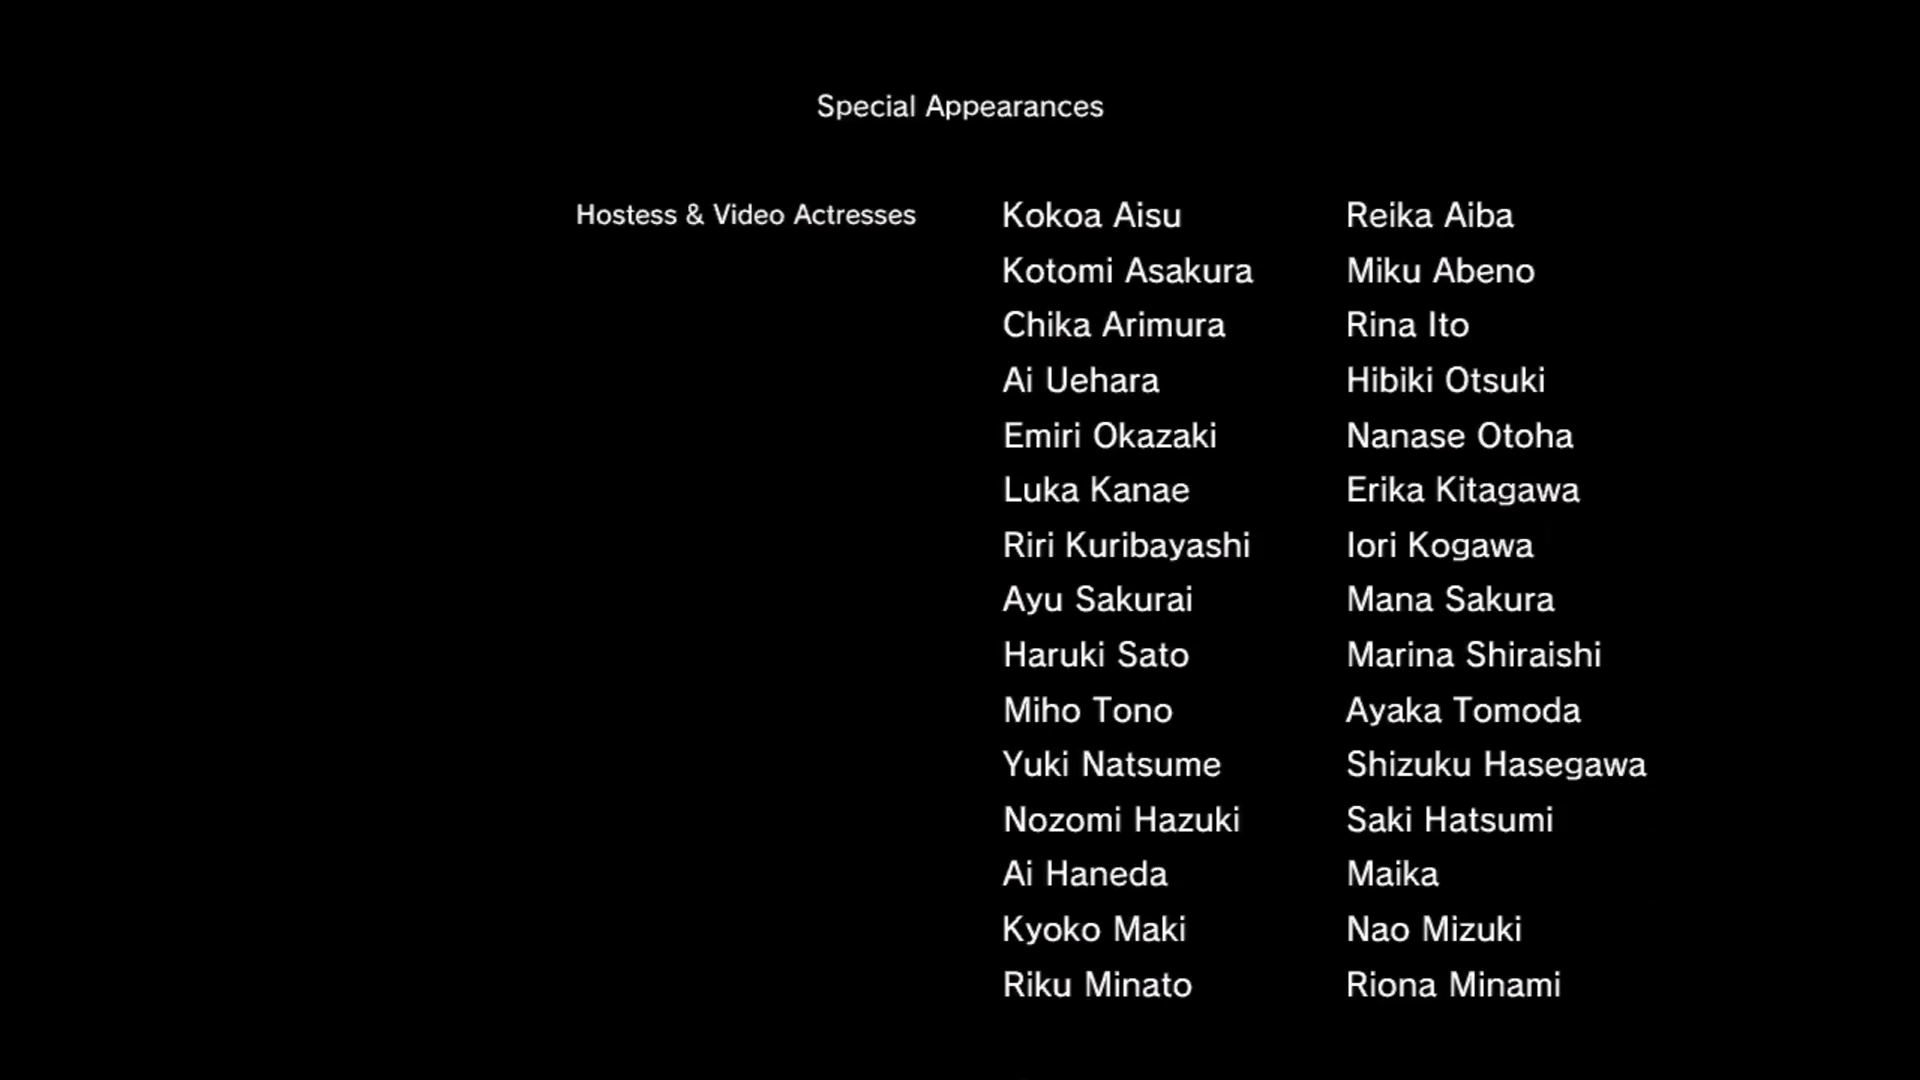 Special Appearances
Hostess & Video Actresses Kokoa Aisu Reika Aiba
Kotomi Asakura Miku Abeno
Chika Arimura Rina Ito
Ai Uehara Hibiki Otsuki
Emiri Okazaki Nanase Otoha
Luka Kanae Erika Kitagawa
Riri Kuribayashi Iori Kogawa
Ayu Sakurai Mana Sakura
Haruki Sato Marina Shiraishi
Miho Tono Ayaka Tomoda
Yuki Natsume Shizuku Hasegawa
Nozomi Hazuki Saki Hatsumi
Ai Haneda Maika
Kyoko Maki Nao Mizuki
Riku Minato Riona Minami